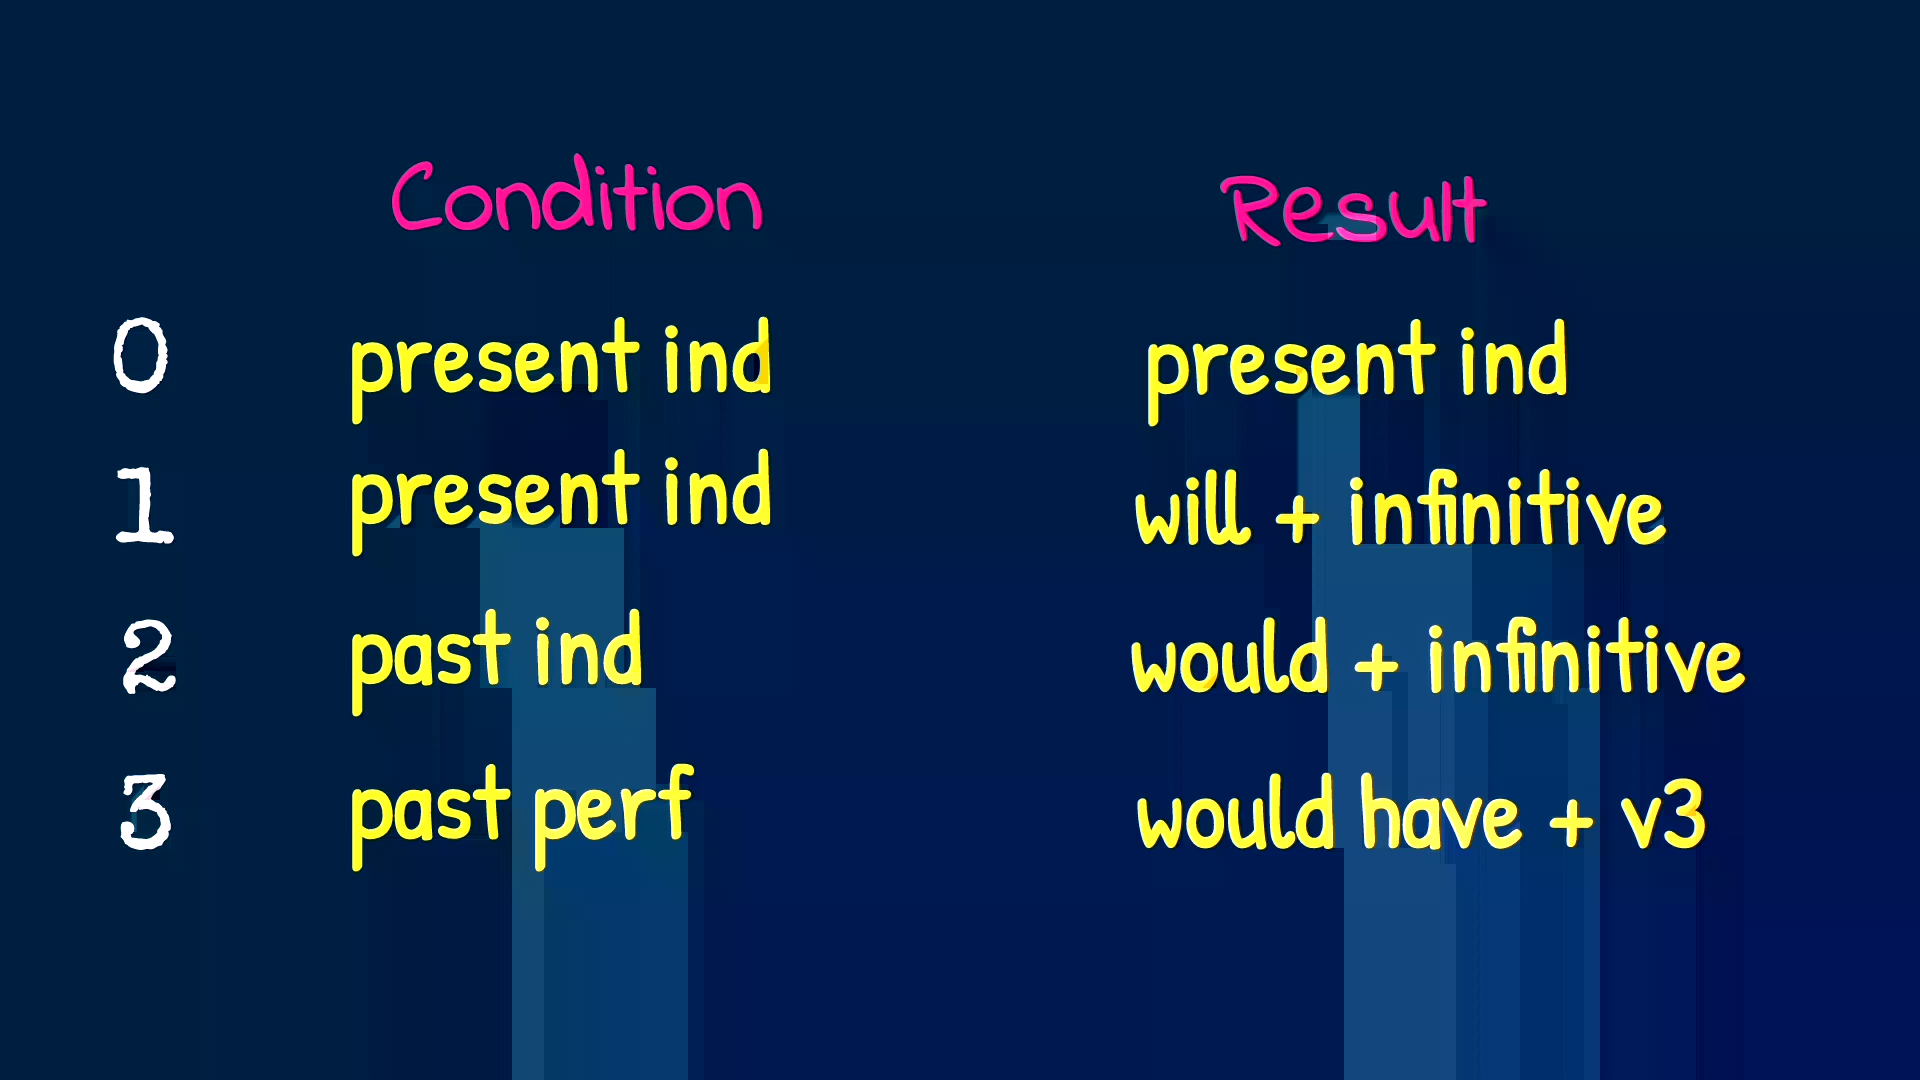 Condition Result
0 present ind present ind
1 present ind will + infinitive
2 past ind would + infinitive
3 past perf would have + v3